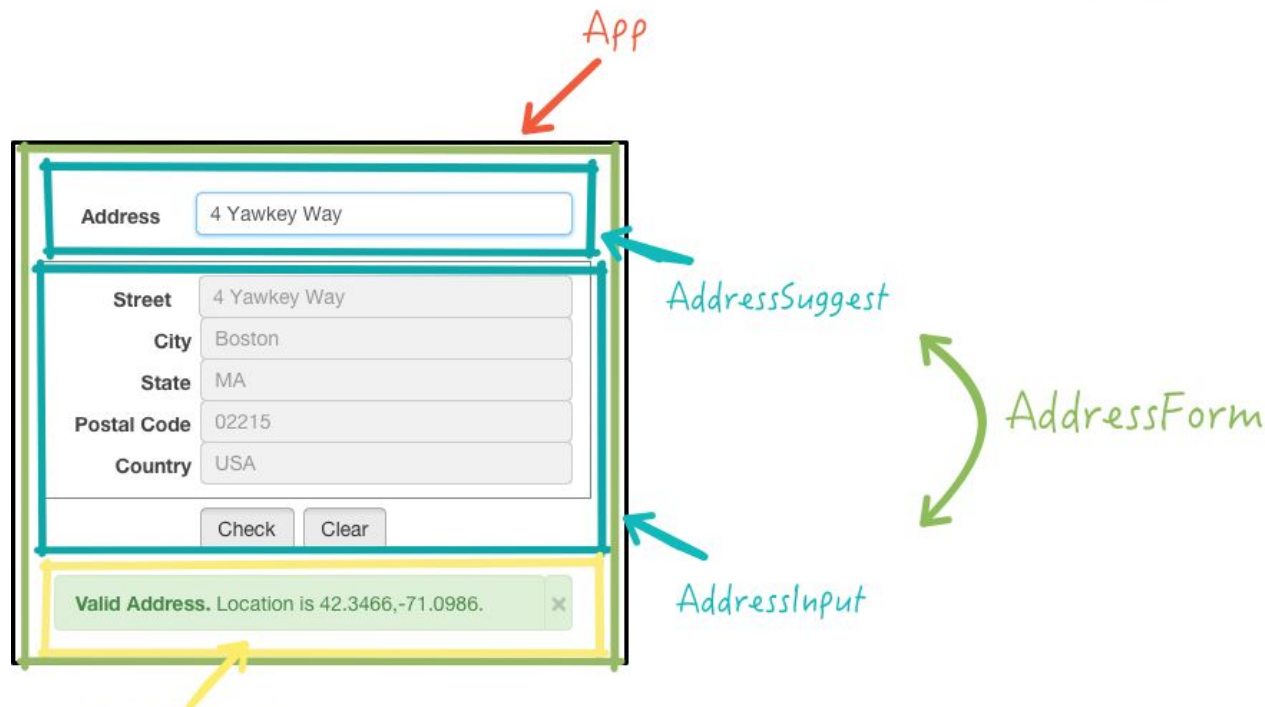 App
Address 4 Yawkey Way
AddressSuggest
Street 4 Yawkey Way
City Boston
State MA
Postal Code 02215
Country USA
AddressForm
Check Clear
AddressInput
Valid Address. Location is 42.3466,-71.0986. ×